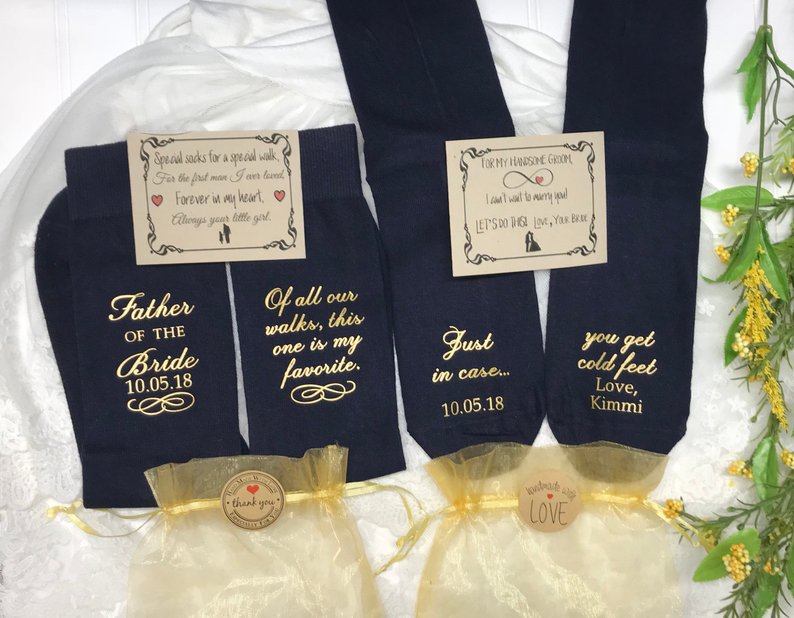 Special socks for a special walk,
For the first man I ever loved,
Forever in my heart,
Always your little girl.
FOR MY HANDSOME GROOM,
I can't wait to marry you!
LET'S DO THIS! LOVE, YOUR BRIDE
Father
OF THE
Bride
10.05.18
Of all our
walks, this
one is my
favorite.
Just
in case...
10.05.18
you get
cold feet
Love,
Kimmi
thank you
Especially For You
handmade with
LOVE